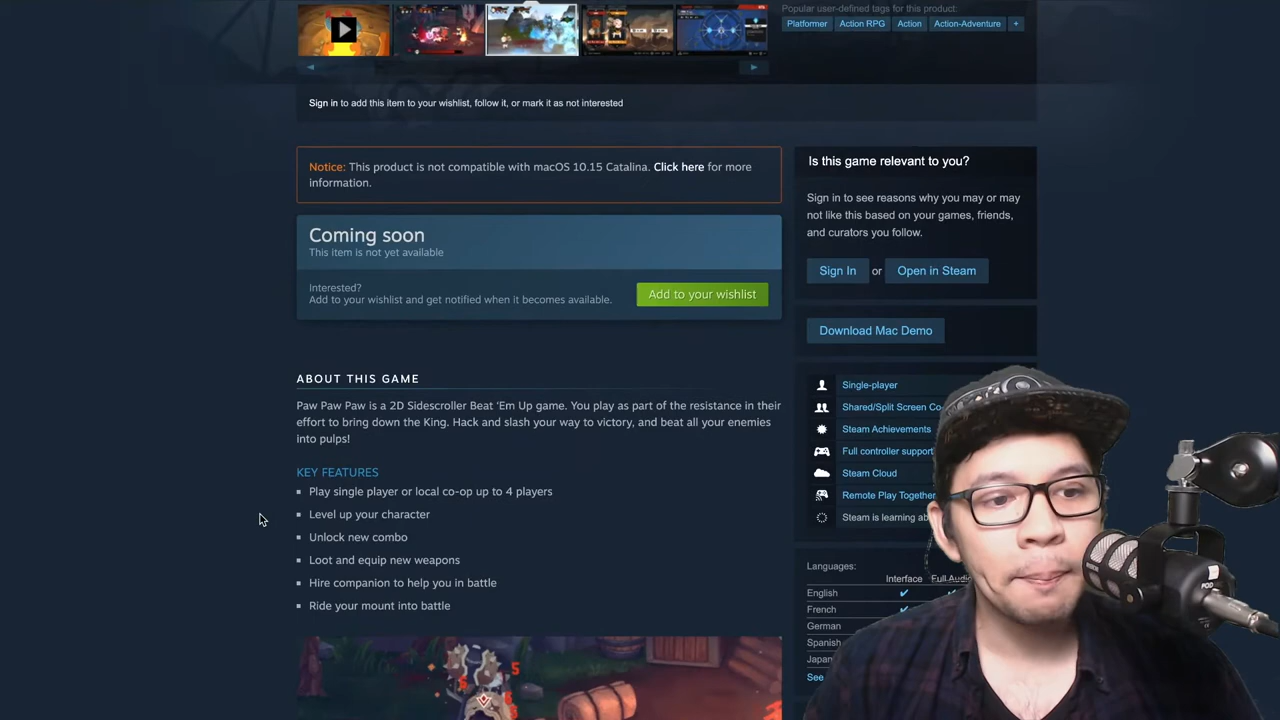 Popular user-defined tags for this product:
Platformer Action RPG Action Action-Adventure +
Sign in to add this item to your wishlist, follow it, or mark it as not interested
Notice: This product is not compatible with macOS 10.15 Catalina. Click here for more
information.
Coming soon
This item is not yet available
Interested?
Add to your wishlist and get notified when it becomes available.
Add to your wishlist
ABOUT THIS GAME
Paw Paw Paw is a 2D Sidescroller Beat 'Em Up game. You play as part of the resistance in their
effort to bring down the King. Hack and slash your way to victory, and beat all your enemies
into pulps!
KEY FEATURES
Play single player or local co-op up to 4 players
Level up your character
Unlock new combo
Loot and equip new weapons
Hire companion to help you in battle
Ride your mount into battle
5
Is this game relevant to you?
Sign in to see reasons why you may or may
not like this based on your games, friends,
and curators you follow.
Sign In or Open in Steam
Download Mac Demo
Single-player
Shared/Split Screen Co
Steam Achievements
Full controller support
Steam Cloud
Remote Play Together
Steam is learning ab
Languages:
Interface Full Audio
English
French
German
Spanish
Japa
See
POD